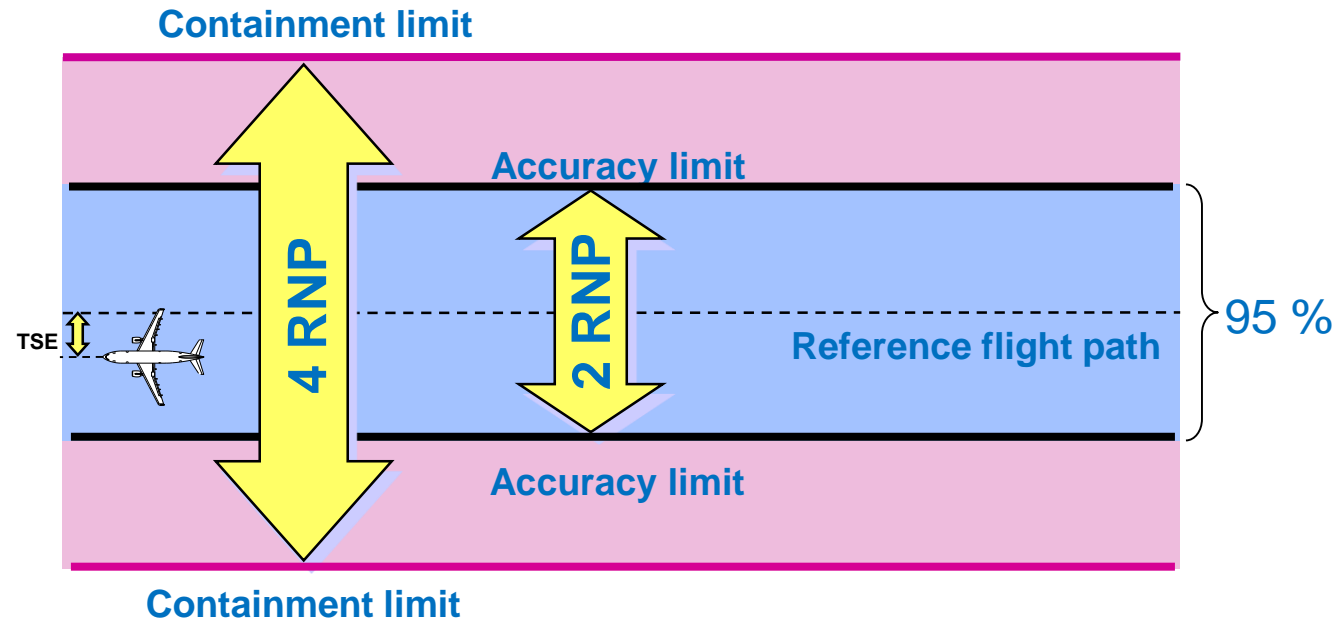 Containment limit
Accuracy limit
4 RNP
2 RNP
95 %
TSE
Reference flight path
Accuracy limit
Containment limit